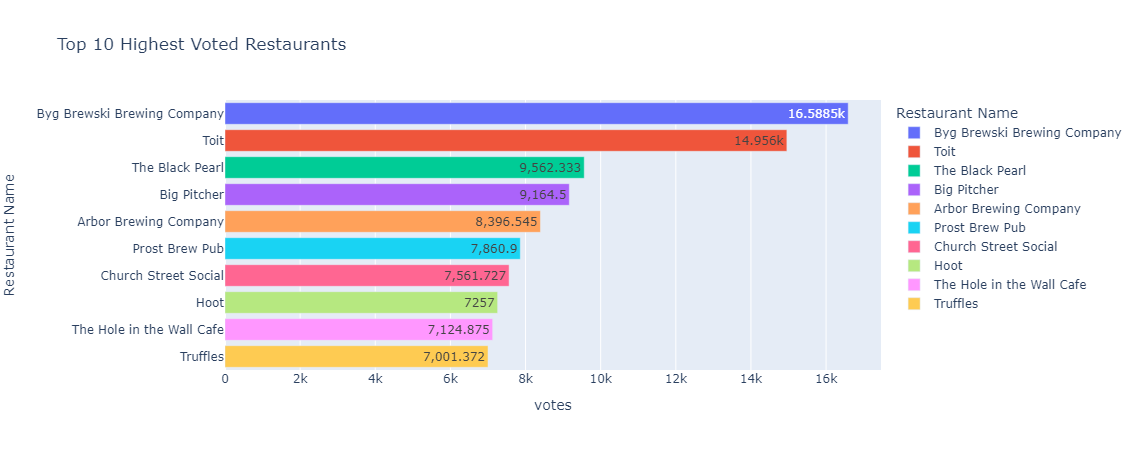 Top 10 Highest Voted Restaurants
Restaurant Name
Byg Brewski Brewing Company 16.5885k
Toit 14.956k
The Black Pearl 9,562.333
Big Pitcher 9,164.5
Arbor Brewing Company 8,396.545
Prost Brew Pub 7,860.9
Church Street Social 7,561.727
Hoot 7257
The Hole in the Wall Cafe 7,124.875
Truffles 7,001.372
0 2k 4k 6k 8k 10k 12k 14k 16k
votes
Restaurant Name
Byg Brewski Brewing Company
Toit
The Black Pearl
Big Pitcher
Arbor Brewing Company
Prost Brew Pub
Church Street Social
Hoot
The Hole in the Wall Cafe
Truffles